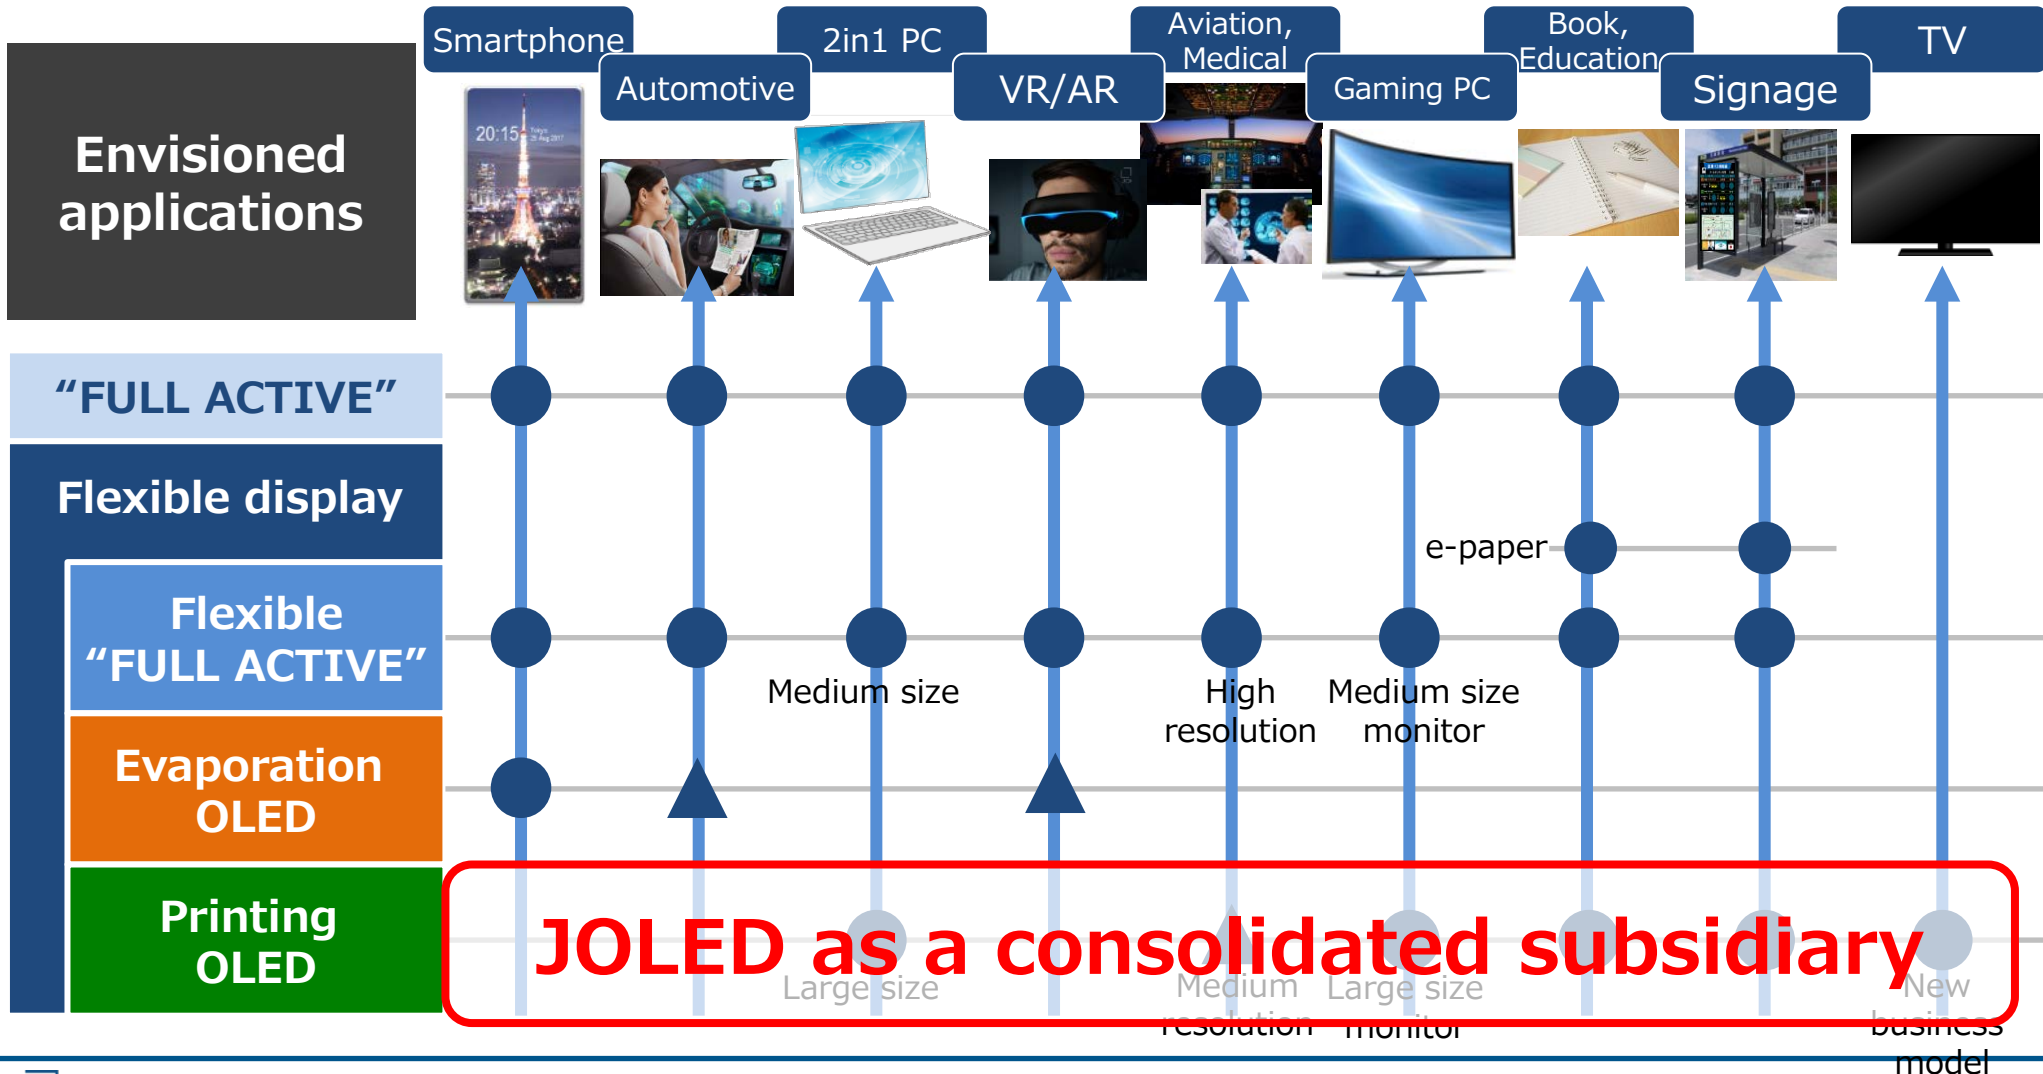 Smartphone
Automotive
2in1 PC
VR/AR
Aviation,
Medical
Gaming PC
Book,
Education
Signage
TV
Envisioned
applications
20:15
Tokyo
“FULL ACTIVE”
Flexible display
e-paper
Flexible
“FULL ACTIVE”
Medium size
High
resolution
Medium size
monitor
Evaporation
OLED
Printing
OLED
JOLED as a consolidated subsidiary
Large size
Medium
resolution
Large size
monitor
New
business
model